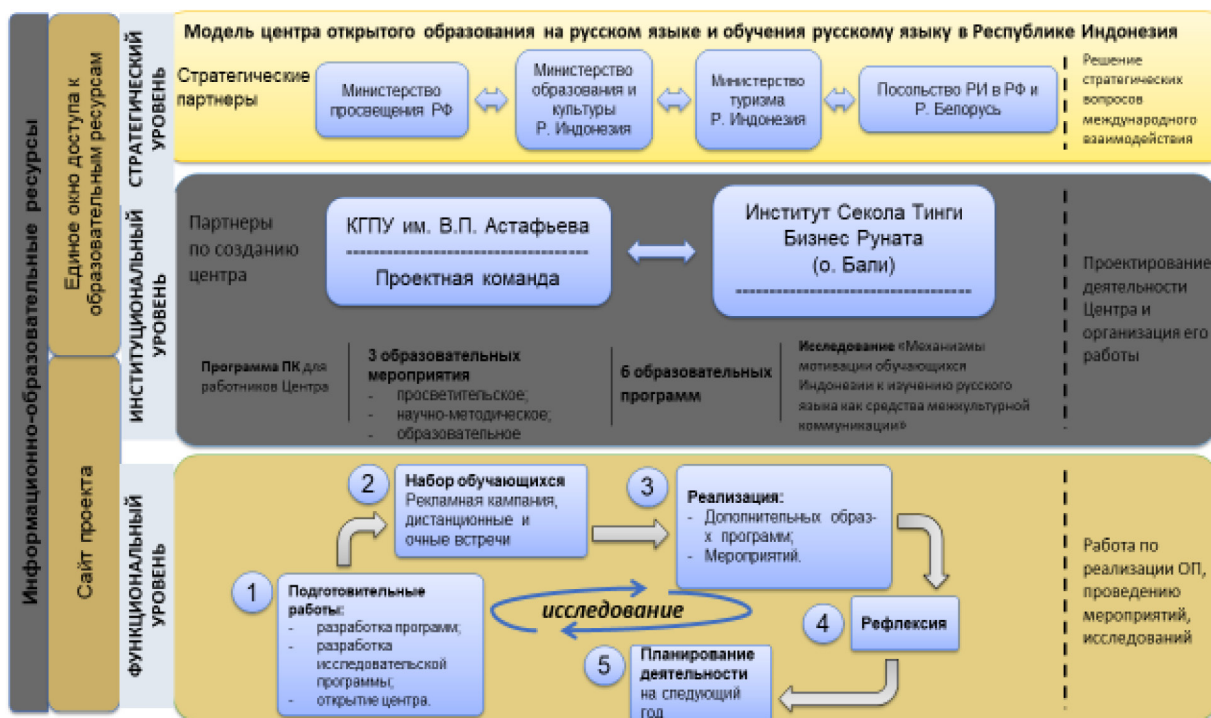 Модель центра открытого образования на русском языке и обучения русскому языку в Республике Индонезия
Информационно-образовательные ресурсы
Единое окно доступа к
образовательным ресурсам
Сайт проекта
СТРАТЕГИЧЕСКИЙ
УРОВЕНЬ
Стратегические
партнеры
Министерство
просвещения РФ
Министерство
образования и
культуры
Р. Индонезия
Министерство
туризма
Р. Индонезия
Посольство РИ в РФ и
Р. Белорусь
Решение
стратегических
вопросов
международного
взаимодействия
ИНСТИТУЦИОНАЛЬНЫЙ
УРОВЕНЬ
Партнеры
по созданию
центра
КГПУ им. В.П. Астафьева
Проектная команда
Институт Секола Тинги
Бизнес Руната
(о. Бали)
Проектирование
деятельности
Центра и
организация его
работы
Программа ПК для
работников Центра
3 образовательных
мероприятия
- просветительское;
- научно-методическое;
- образовательное
6 образовательных
программ
Исследование «Механизмы
мотивации обучающихся
Индонезии к изучению русского
языка как средства межкультурной
коммуникации»
ФУНКЦИОНАЛЬНЫЙ
УРОВЕНЬ
1
Подготовительные
работы:
- разработка программ;
- разработка
исследовательской
программы;
- открытие центра.
2
Набор обучающихся
Рекламная кампания,
дистанционные и
очные встречи
3
Реализация:
- Дополнительных образ-
х программ;
- Мероприятий.
исследование
4
Рефлексия
5
Планирование
деятельности
на следующий
год
Работа по
реализации ОП,
проведению
мероприятий,
исследований